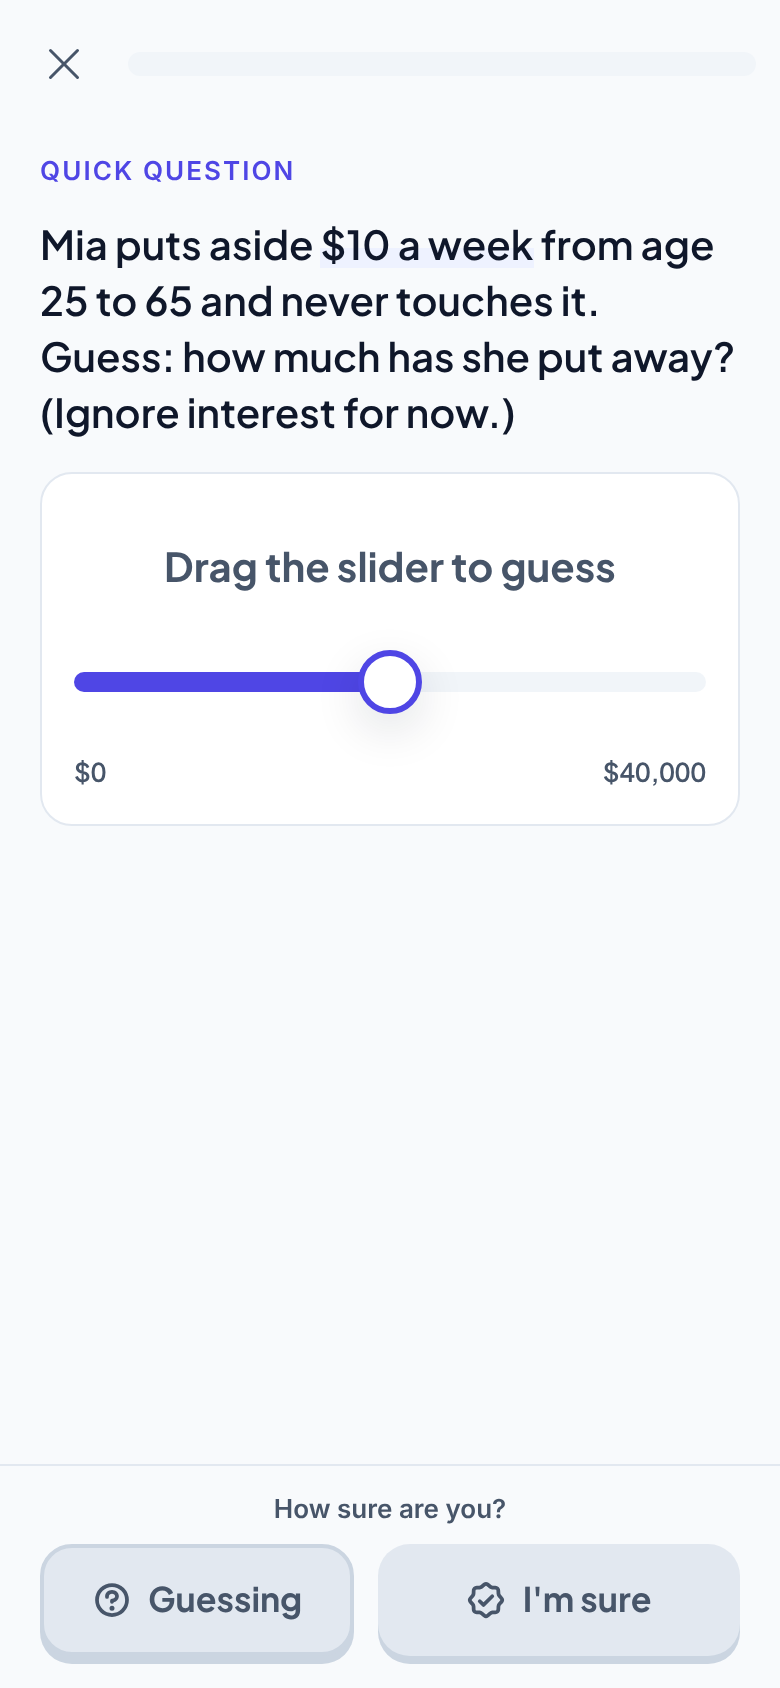 QUICK QUESTION
Mia puts aside $10 a week from age
25 to 65 and never touches it.
Guess: how much has she put away?
(Ignore interest for now.)
Drag the slider to guess
$0
$40,000
How sure are you?
Guessing
I'm sure